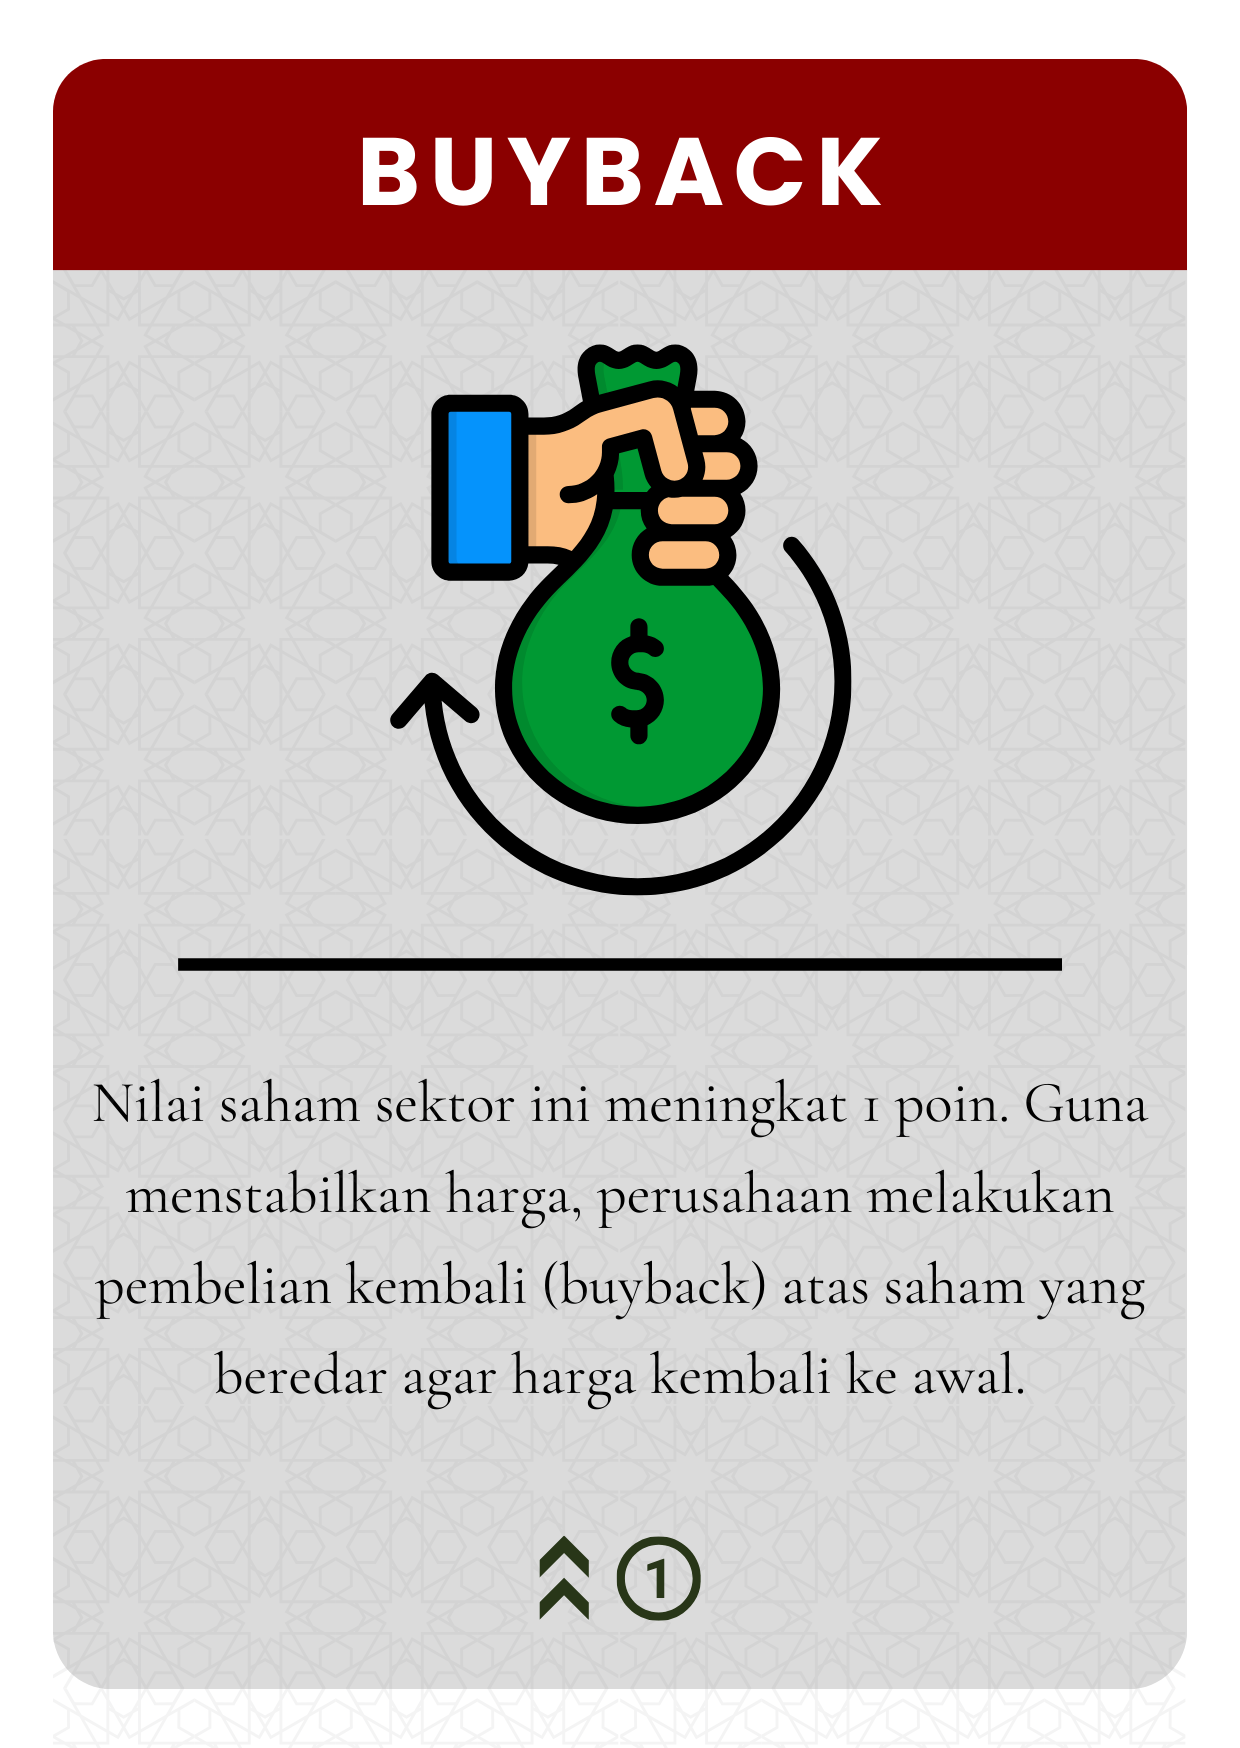 BUYBACK
$
Nilai saham sektor ini meningkat 1 poin. Guna
menstabilkan harga, perusahaan melakukan
pembelian kembali (buyback) atas saham yang
beredar agar harga kembali ke awal.
1